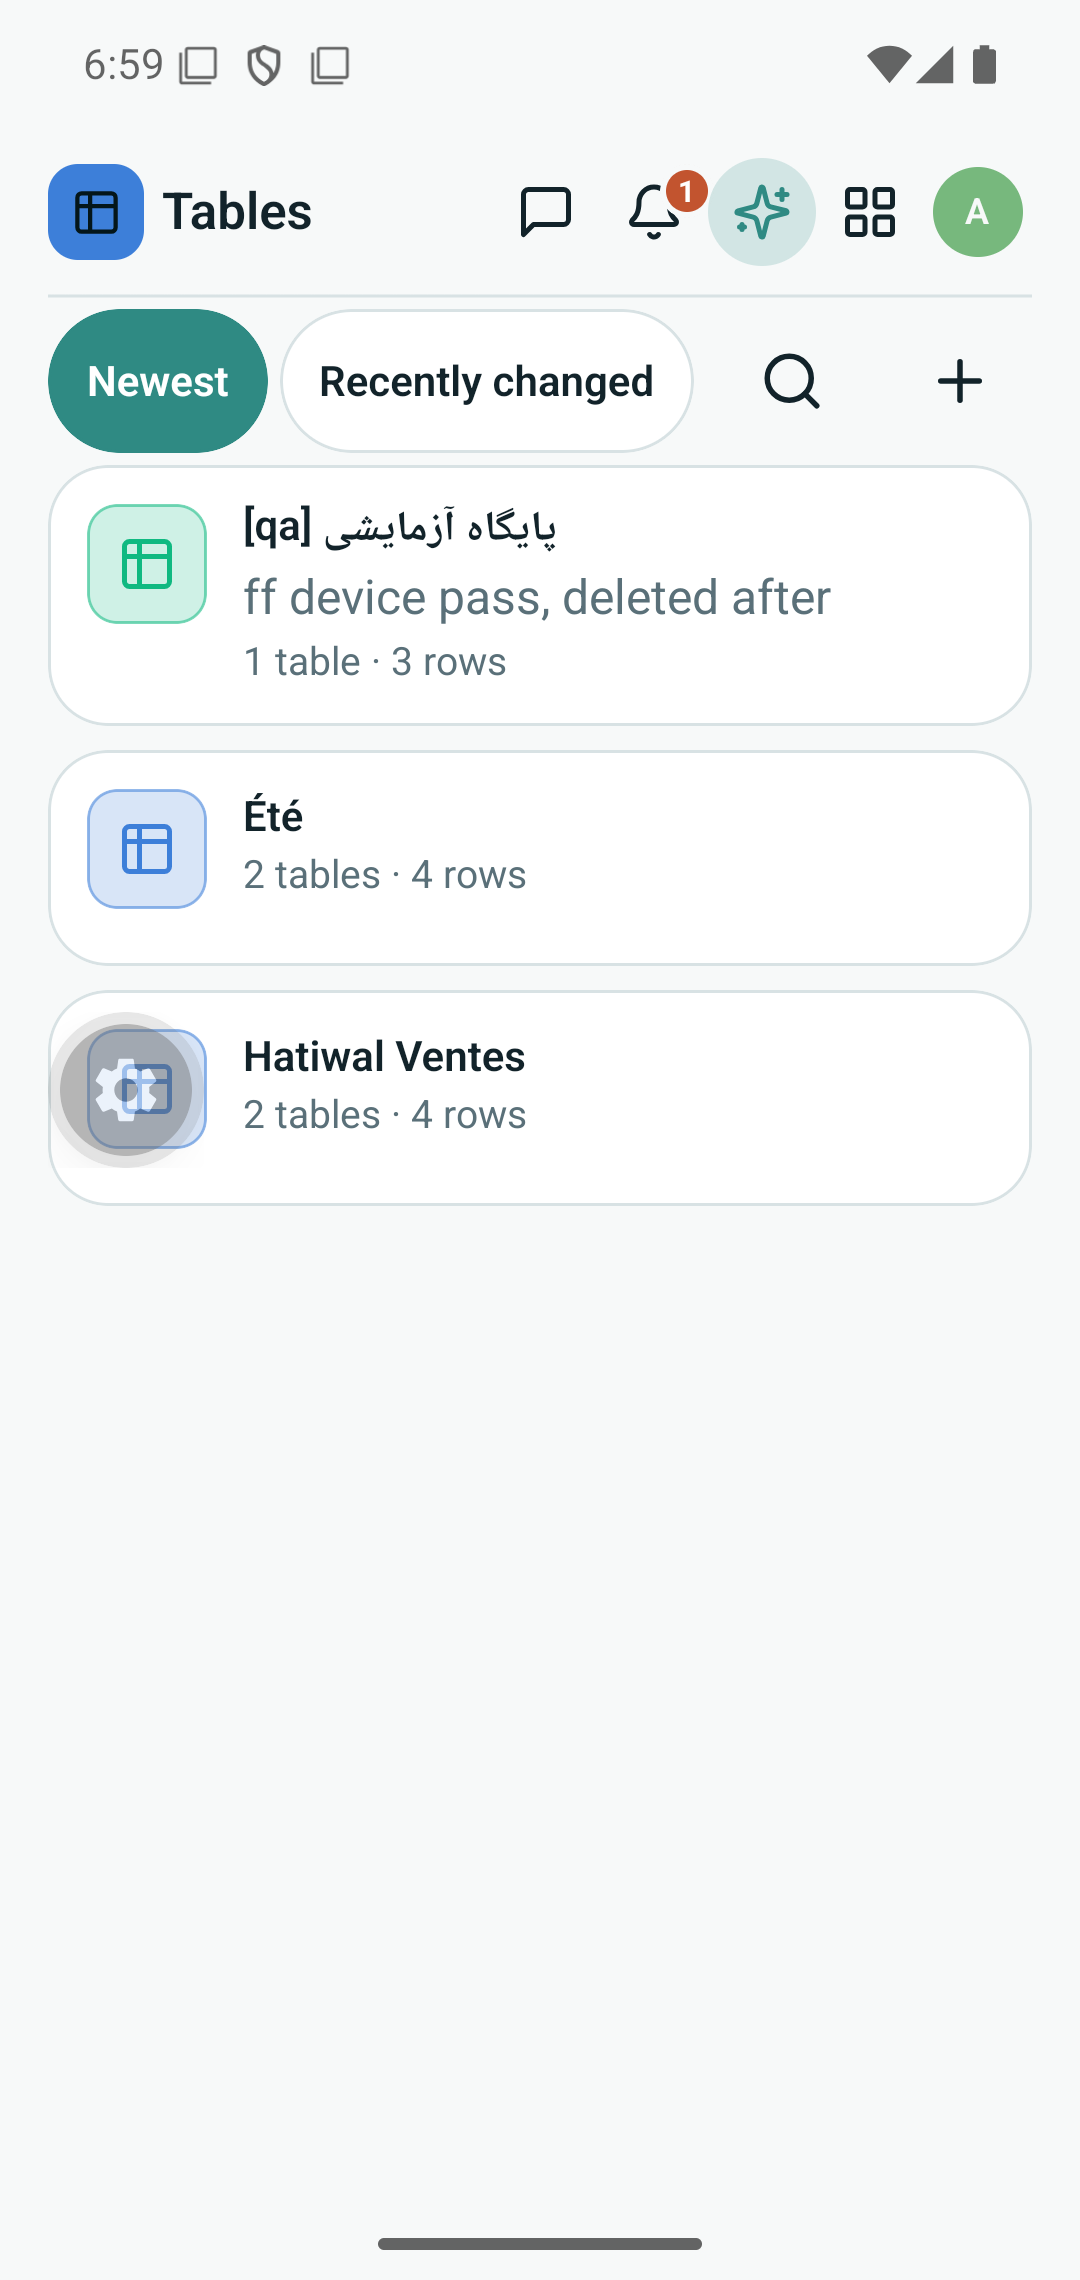 6:59
Tables
1
A
Newest
Recently changed
[qa] پایگاه آزمایشی
ff device pass, deleted after
1 table · 3 rows
Été
2 tables · 4 rows
Hatiwal Ventes
2 tables · 4 rows